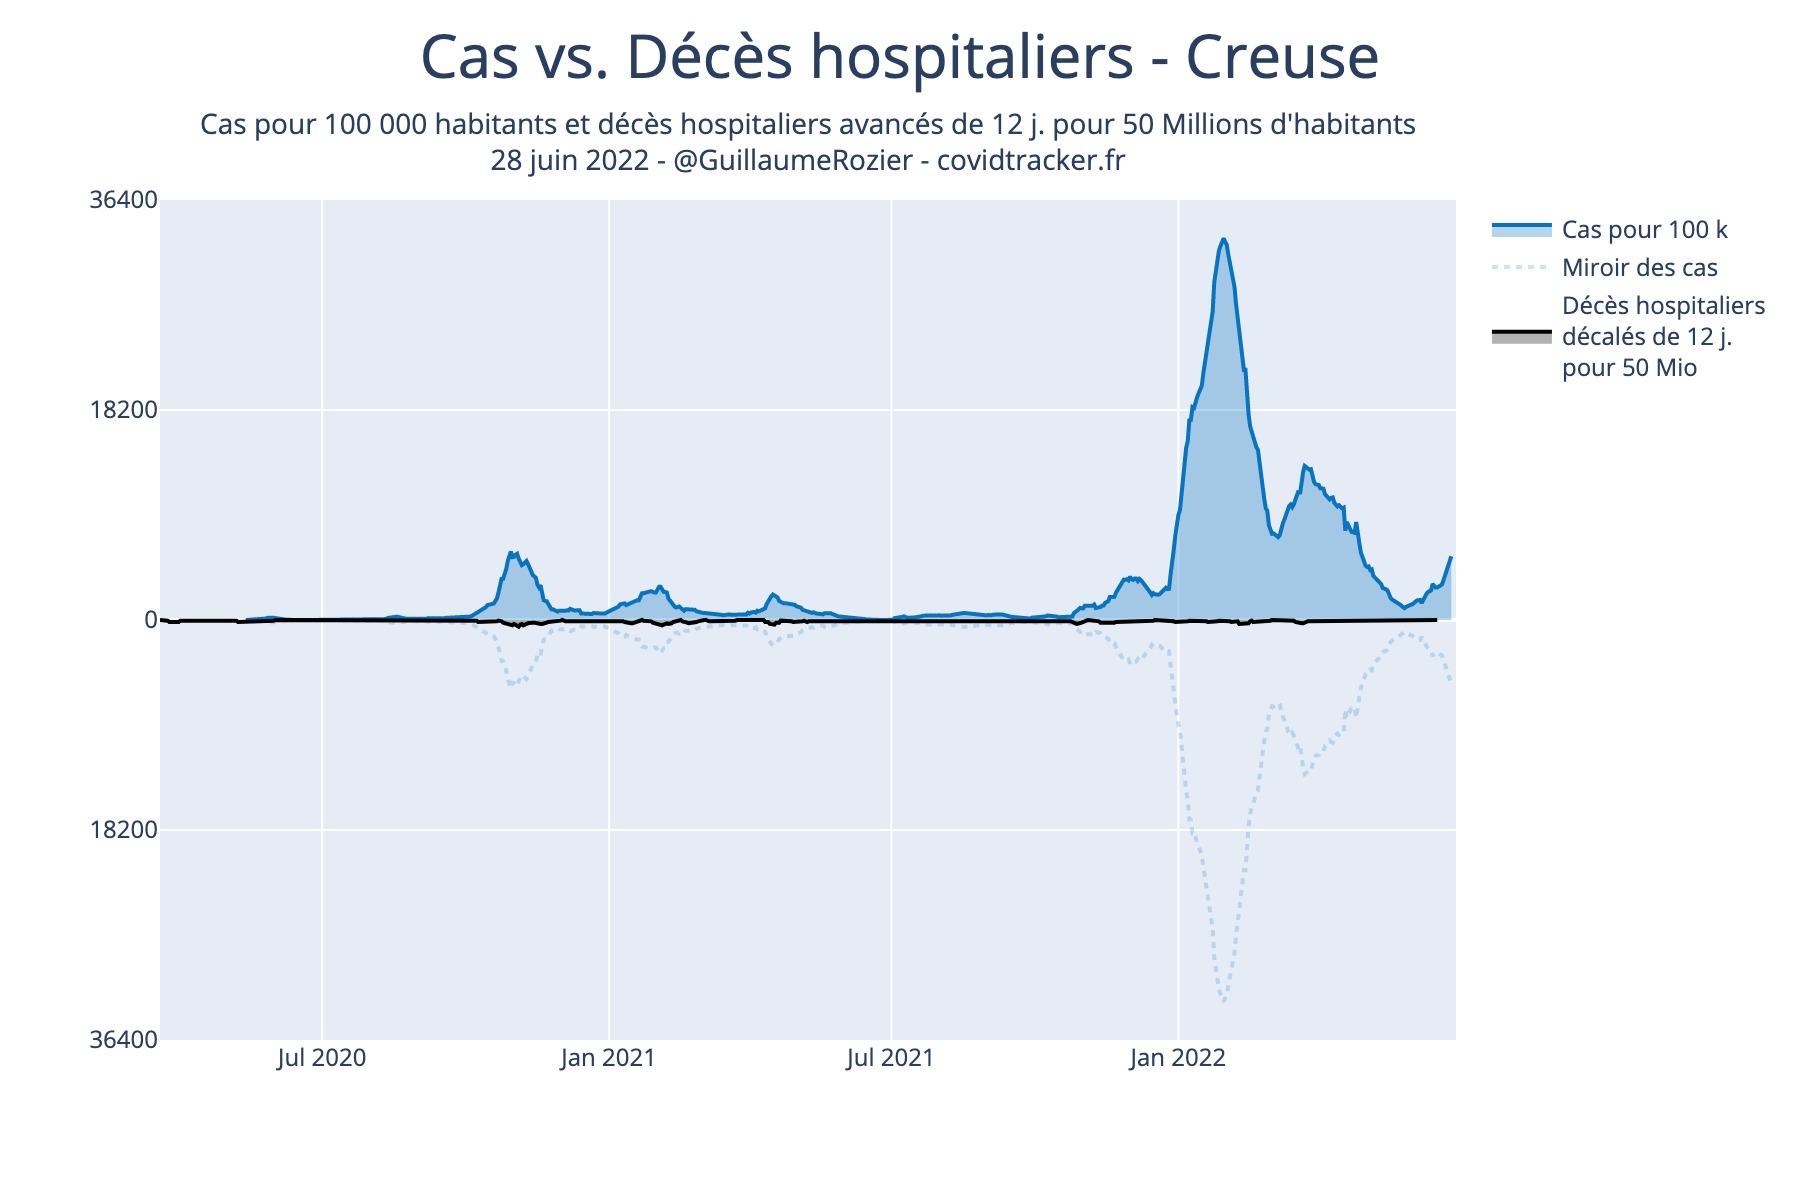 Cas vs. Décès hospitaliers - Creuse
Cas pour 100 000 habitants et décès hospitaliers avancés de 12 j. pour 50 Millions d'habitants
28 juin 2022 - @GuillaumeRozier - covidtracker.fr
36400
18200
0
18200
36400
Jul 2020
Jan 2021
Jul 2021
Jan 2022
Cas pour 100 k
Miroir des cas
Décès hospitaliers
décalés de 12 j.
pour 50 Mio